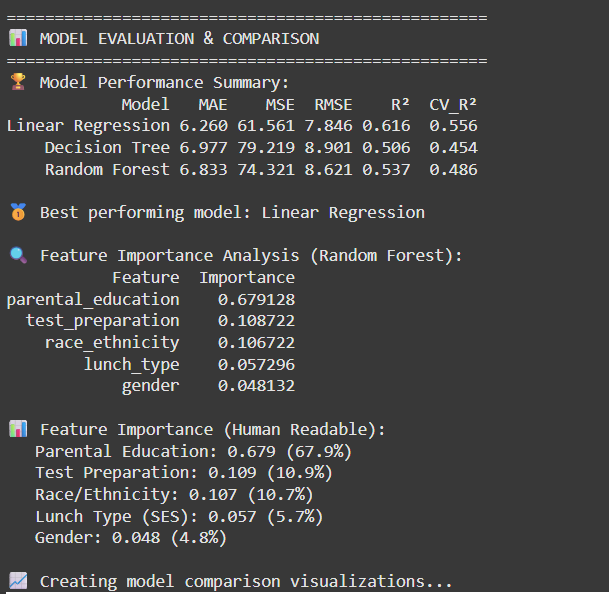 ==================================================
📊 MODEL EVALUATION & COMPARISON
==================================================
🏆 Model Performance Summary:
Model MAE MSE RMSE R² CV_R²
Linear Regression 6.260 61.561 7.846 0.616 0.556
Decision Tree 6.977 79.219 8.901 0.506 0.454
Random Forest 6.833 74.321 8.621 0.537 0.486
🥇 Best performing model: Linear Regression
🔍 Feature Importance Analysis (Random Forest):
Feature Importance
parental_education 0.679128
test_preparation 0.108722
race_ethnicity 0.106722
lunch_type 0.057296
gender 0.048132
📊 Feature Importance (Human Readable):
Parental Education: 0.679 (67.9%)
Test Preparation: 0.109 (10.9%)
Race/Ethnicity: 0.107 (10.7%)
Lunch Type (SES): 0.057 (5.7%)
Gender: 0.048 (4.8%)
📈 Creating model comparison visualizations...